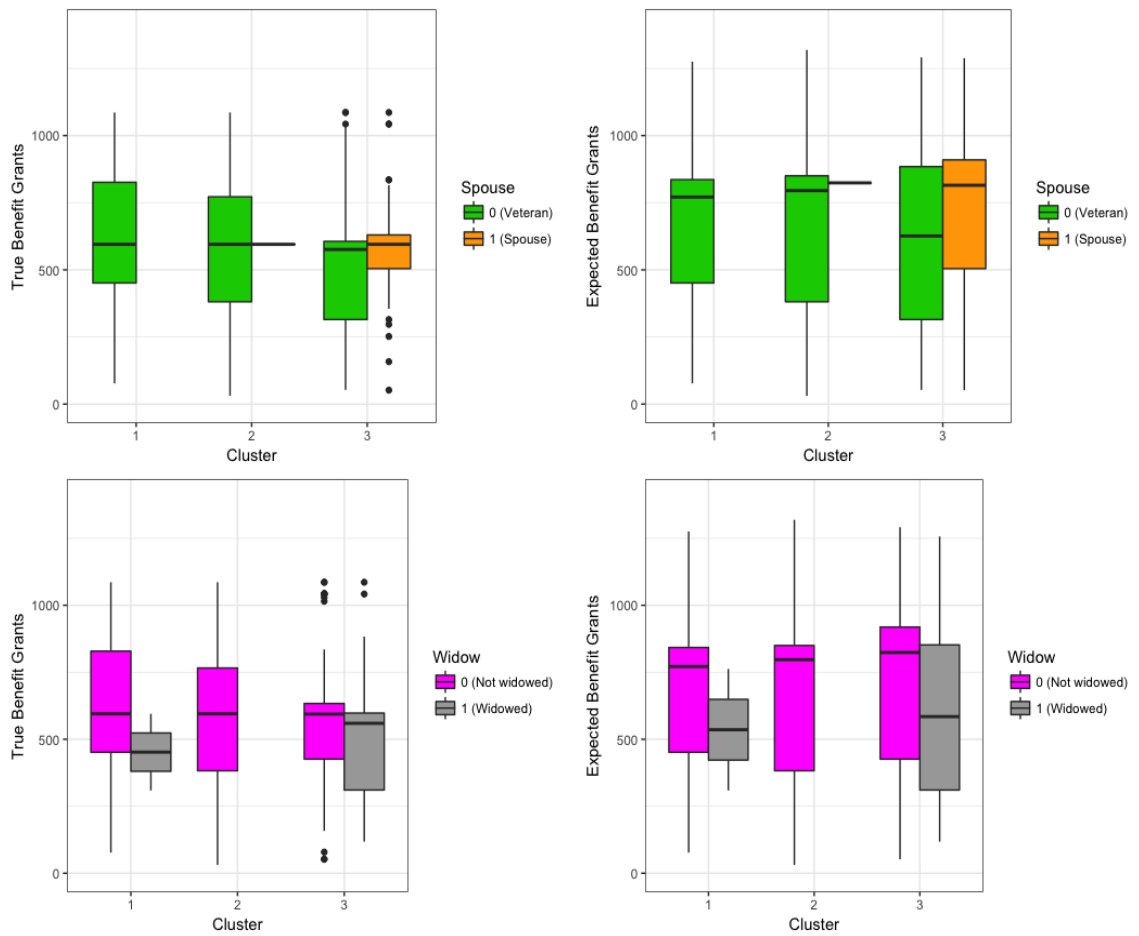 True Benefit Grants
1000
500
0
1 2 3
Cluster
Spouse
0 (Veteran)
1 (Spouse)
Expected Benefit Grants
1000
500
0
1 2 3
Cluster
Spouse
0 (Veteran)
1 (Spouse)
True Benefit Grants
1000
500
0
1 2 3
Cluster
Widow
0 (Not widowed)
1 (Widowed)
Expected Benefit Grants
1000
500
0
1 2 3
Cluster
Widow
0 (Not widowed)
1 (Widowed)